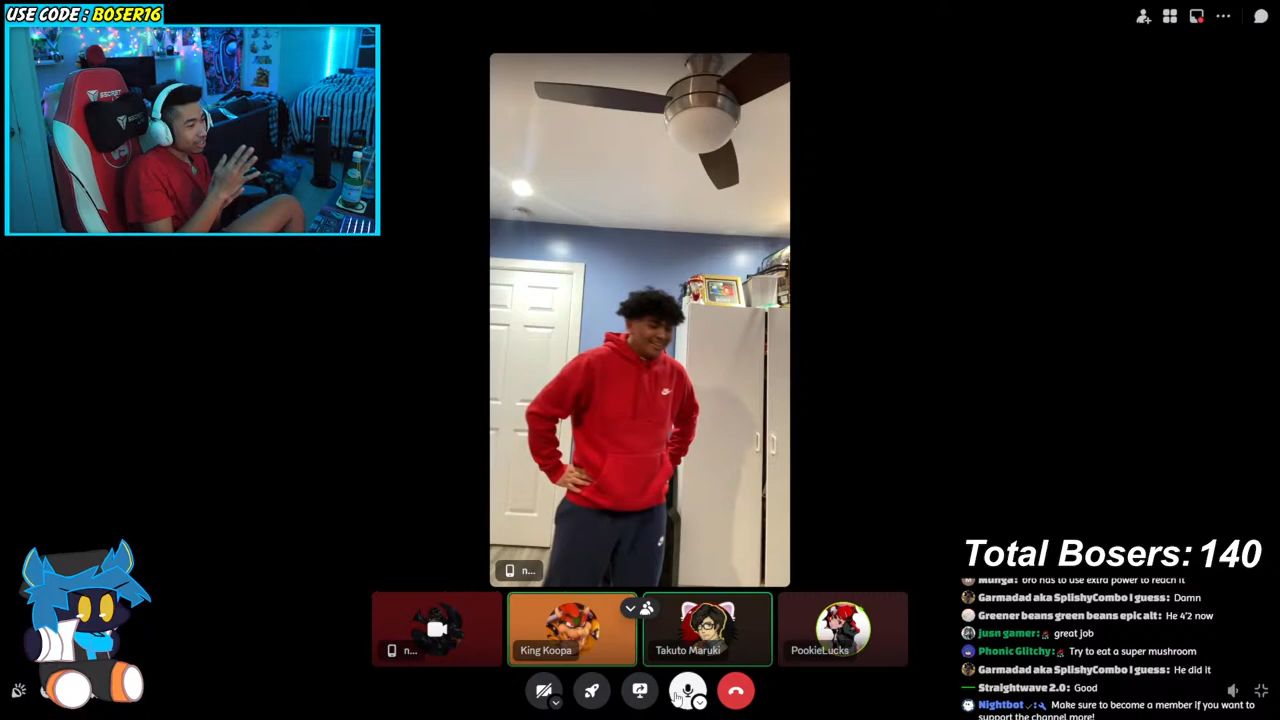 USE CODE : BOSER16
SECRET
n...
n...
King Koopa
Takuto Maruki
PookieLucks
Total Bosers: 140
Munga: bro has to use extra power to reach it
Garmadad aka SplishyCombo I guess: Damn
Greener beans green beans epic alt: He 4'2 now
jusn gamer: great job
Phonic Glitchy: Try to eat a super mushroom
Garmadad aka SplishyCombo I guess: He did it
Straightwave 2.0: Good
Nightbot: Make sure to become a member if you want to
support the channel more!